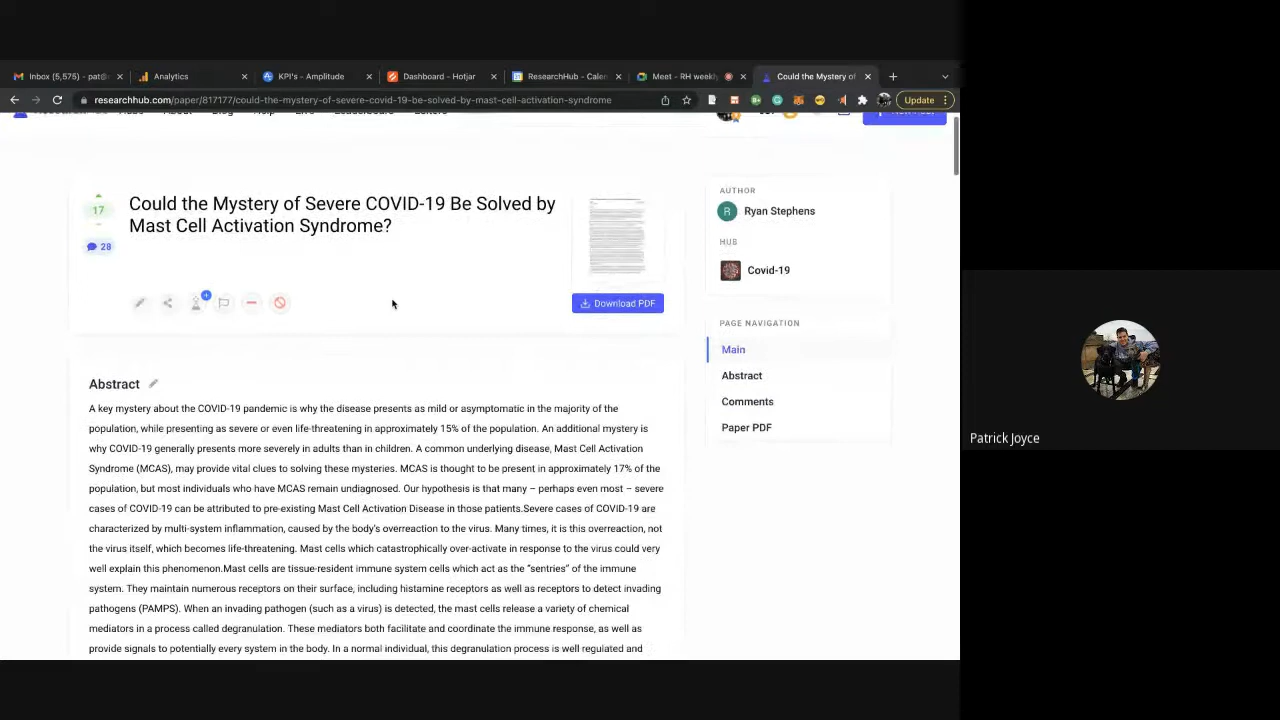 Inbox (5,575) - pat@
Analytics
KPI's - Amplitude
Dashboard - Hotjar
ResearchHub - Calen
Meet - RH weekly
Could the Mystery of
researchhub.com/paper/817177/could-the-mystery-of-severe-covid-19-be-solved-by-mast-cell-activation-syndrome
Update
17
Could the Mystery of Severe COVID-19 Be Solved by
Mast Cell Activation Syndrome?
28
Download PDF
AUTHOR
R Ryan Stephens
HUB
Covid-19
PAGE NAVIGATION
Main
Abstract
Comments
Paper PDF
Abstract
A key mystery about the COVID-19 pandemic is why the disease presents as mild or asymptomatic in the majority of the
population, while presenting as severe or even life-threatening in approximately 15% of the population. An additional mystery is
why COVID-19 generally presents more severely in adults than in children. A common underlying disease, Mast Cell Activation
Syndrome (MCAS), may provide vital clues to solving these mysteries. MCAS is thought to be present in approximately 17% of the
population, but most individuals who have MCAS remain undiagnosed. Our hypothesis is that many – perhaps even most – severe
cases of COVID-19 can be attributed to pre-existing Mast Cell Activation Disease in those patients.Severe cases of COVID-19 are
characterized by multi-system inflammation, caused by the body's overreaction to the virus. Many times, it is this overreaction, not
the virus itself, which becomes life-threatening. Mast cells which catastrophically over-activate in response to the virus could very
well explain this phenomenon.Mast cells are tissue-resident immune system cells which act as the “sentries” of the immune
system. They maintain numerous receptors on their surface, including histamine receptors as well as receptors to detect invading
pathogens (PAMPS). When an invading pathogen (such as a virus) is detected, the mast cells release a variety of chemical
mediators in a process called degranulation. These mediators both facilitate and coordinate the immune response, as well as
provide signals to potentially every system in the body. In a normal individual, this degranulation process is well regulated and
Patrick Joyce